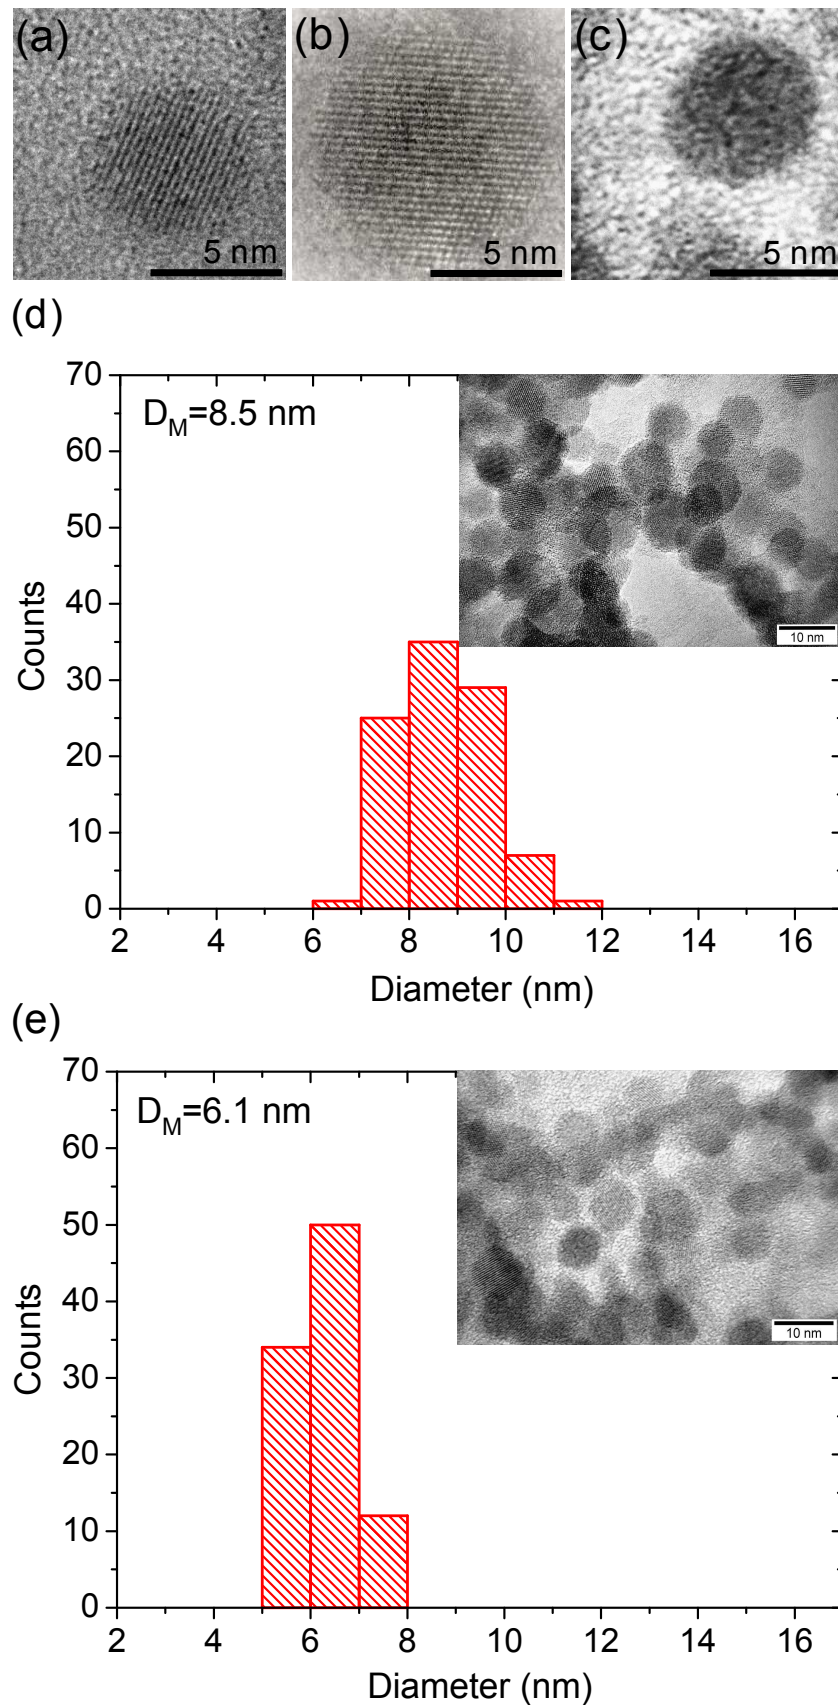 (a) (b) (c)
5 nm 5 nm 5 nm
(d)
D_M=8.5 nm
70
60
50
40
30
20
10
0
Counts
10 nm
2 4 6 8 10 12 14 16
Diameter (nm)
(e)
D_M=6.1 nm
70
60
50
40
30
20
10
0
Counts
10 nm
2 4 6 8 10 12 14 16
Diameter (nm)